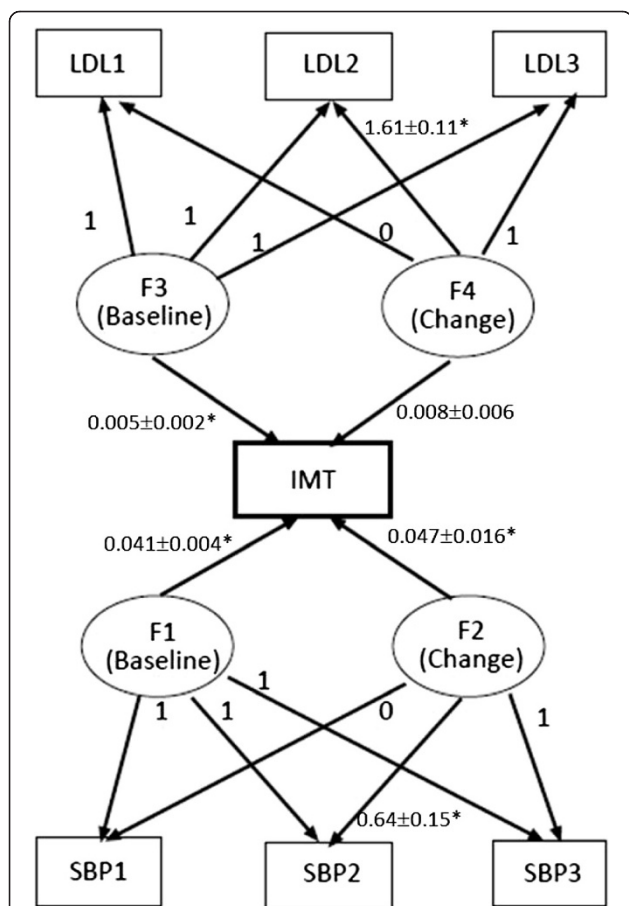 LDL1 LDL2 LDL3
1.61±0.11*
1 1 1 0 1
F3 F4
(Baseline) (Change)
0.005±0.002* 0.008±0.006
IMT
0.041±0.004* 0.047±0.016*
F1 F2
(Baseline) (Change)
1 1 1 0 1
0.64±0.15*
SBP1 SBP2 SBP3